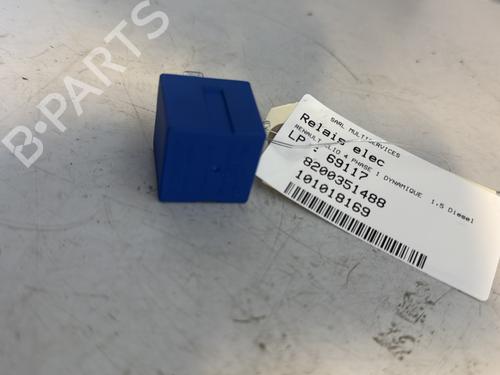 B-PARTS
SARL MULTISERVICES
Relais elec
RENAULT CLIO 4 PHASE 1 DYNAMIQUE 1.5 Diesel
LP : 69117
8200351488
101018169